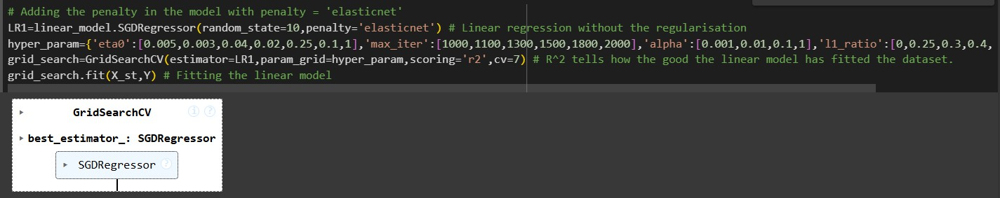 # Adding the penalty in the model with penalty = 'elasticnet'
LR1=linear_model.SGDRegressor(random_state=10,penalty='elasticnet') # Linear regression without the regularisation
hyper_param={'eta0':[0.005,0.003,0.04,0.02,0.25,0.1,1],'max_iter':[1000,1100,1300,1500,1800,2000],'alpha':[0.001,0.01,0.1,1],'l1_ratio':[0,0.25,0.3,0.4,
grid_search=GridSearchCV(estimator=LR1,param_grid=hyper_param,scoring='r2',cv=7) # R^2 tells how the good the linear model has fitted the dataset.
grid_search.fit(X_st,Y) # Fitting the linear model
GridSearchCV i ?
best_estimator_: SGDRegressor
SGDRegressor ?